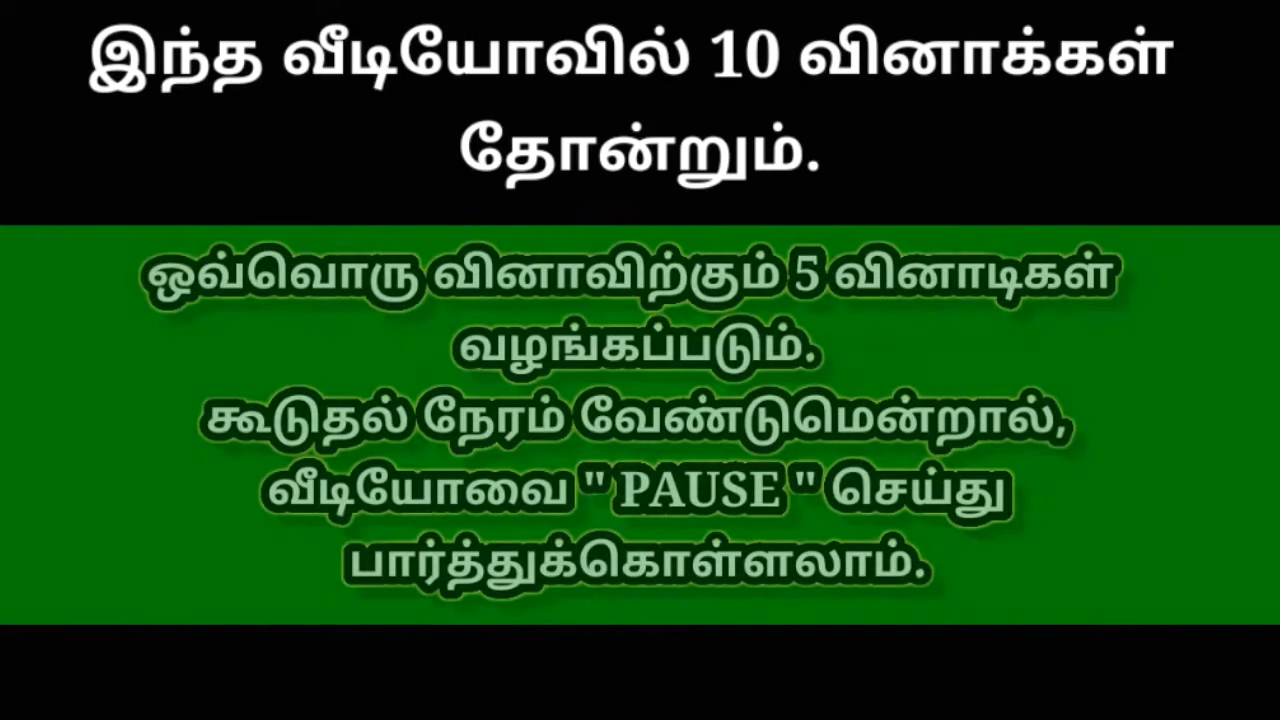 இந்த வீடியோவில் 10 வினாக்கள்
தோன்றும்.
ஒவ்வொரு வினாவிற்கும் 5 வினாடிகள்
வழங்கப்படும்.
கூடுதல் நேரம் வேண்டுமென்றால்,
வீடியோவை " PAUSE " செய்து
பார்த்துக்கொள்ளலாம்.